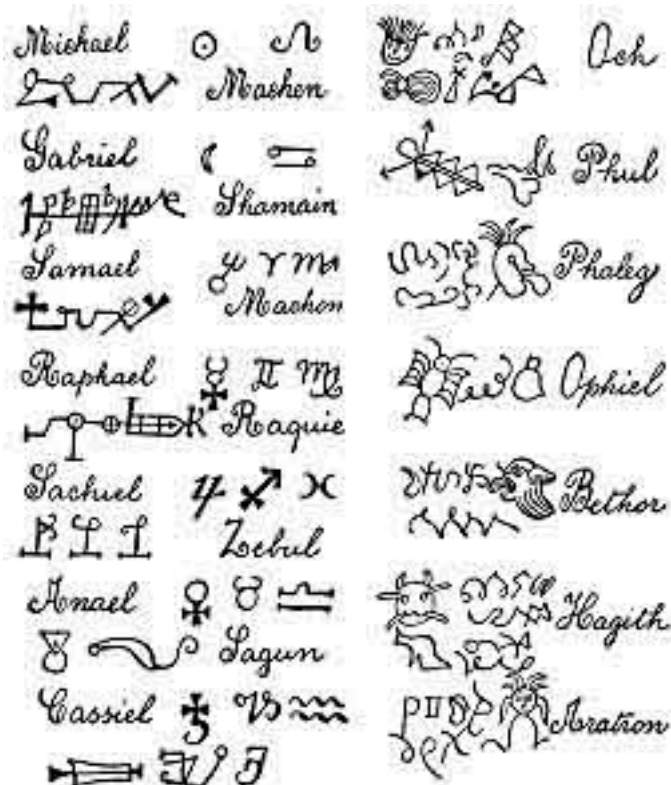 Michael
Machen
Och
Gabriel
Shamain
Phul
Samael
Machon
Phaleg
Raphael
Raquie
Ophiel
Sachiel
Zebul
Bethor
Anael
Sagun
Hagith
Cassiel
Aratron